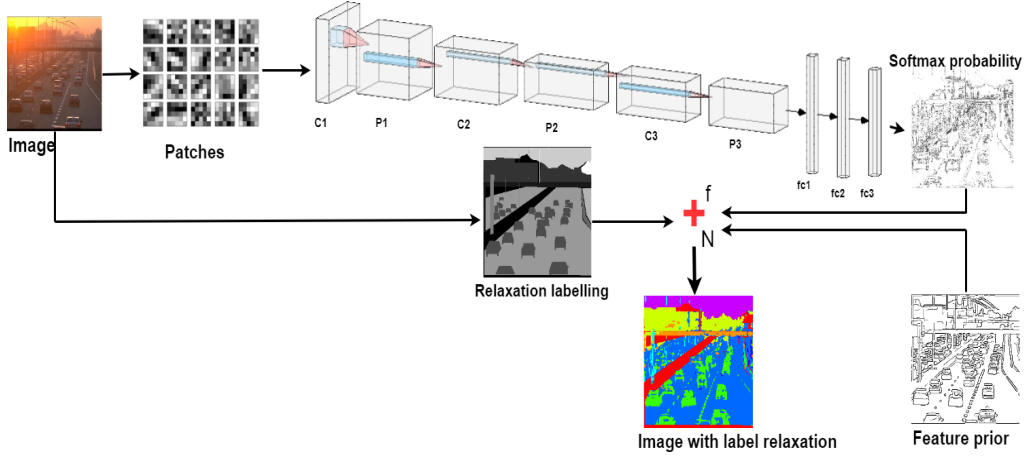 Softmax probability
Image
Patches
C1
P1
C2
P2
C3
P3
fc1
fc2
fc3
f
+
N
Relaxation labelling
Image with label relaxation
Feature prior